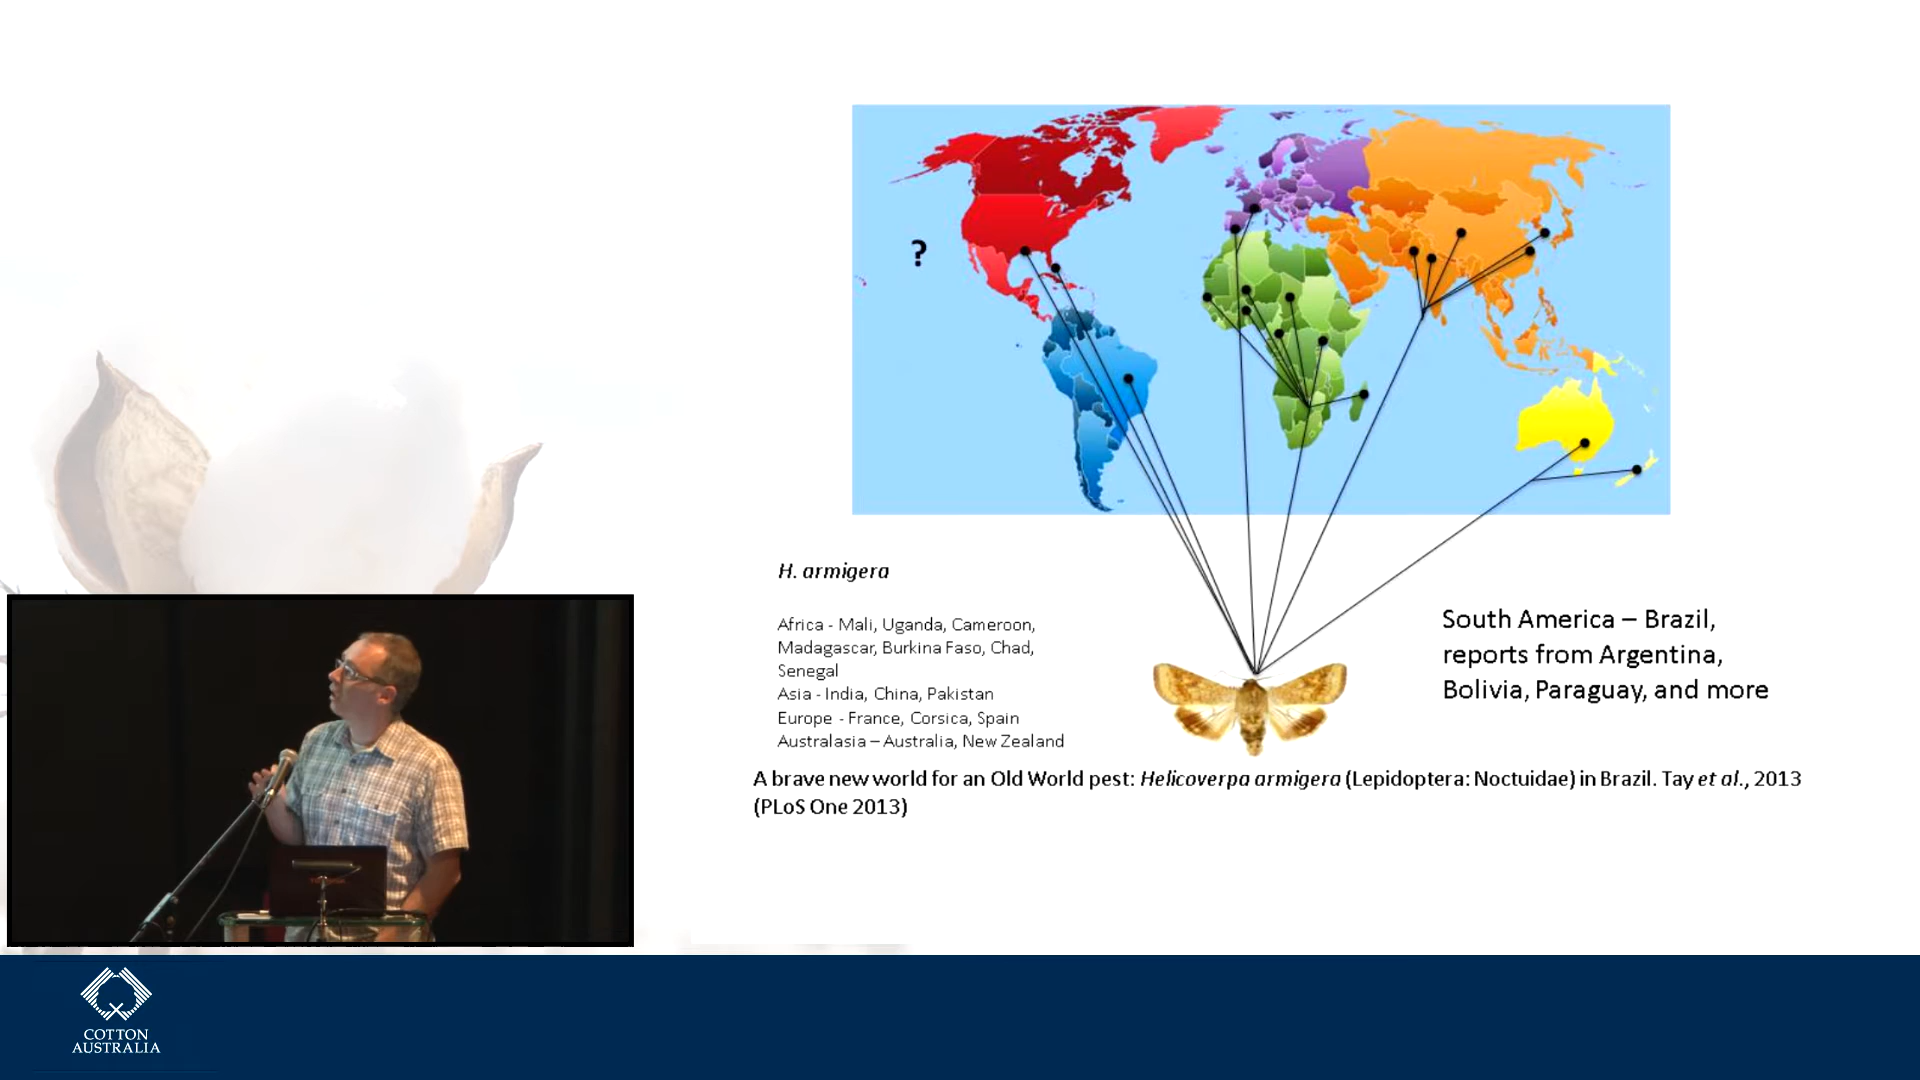 ?
H. armigera
Africa - Mali, Uganda, Cameroon,
Madagascar, Burkina Faso, Chad,
Senegal
Asia - India, China, Pakistan
Europe - France, Corsica, Spain
Australasia – Australia, New Zealand
South America – Brazil,
reports from Argentina,
Bolivia, Paraguay, and more
A brave new world for an Old World pest: Helicoverpa armigera (Lepidoptera: Noctuidae) in Brazil. Tay et al., 2013
(PLoS One 2013)
COTTON
AUSTRALIA